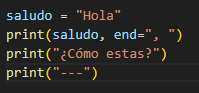 saludo = "Hola"
print(saludo, end=", ")
print("¿Cómo estas?")
print("---")